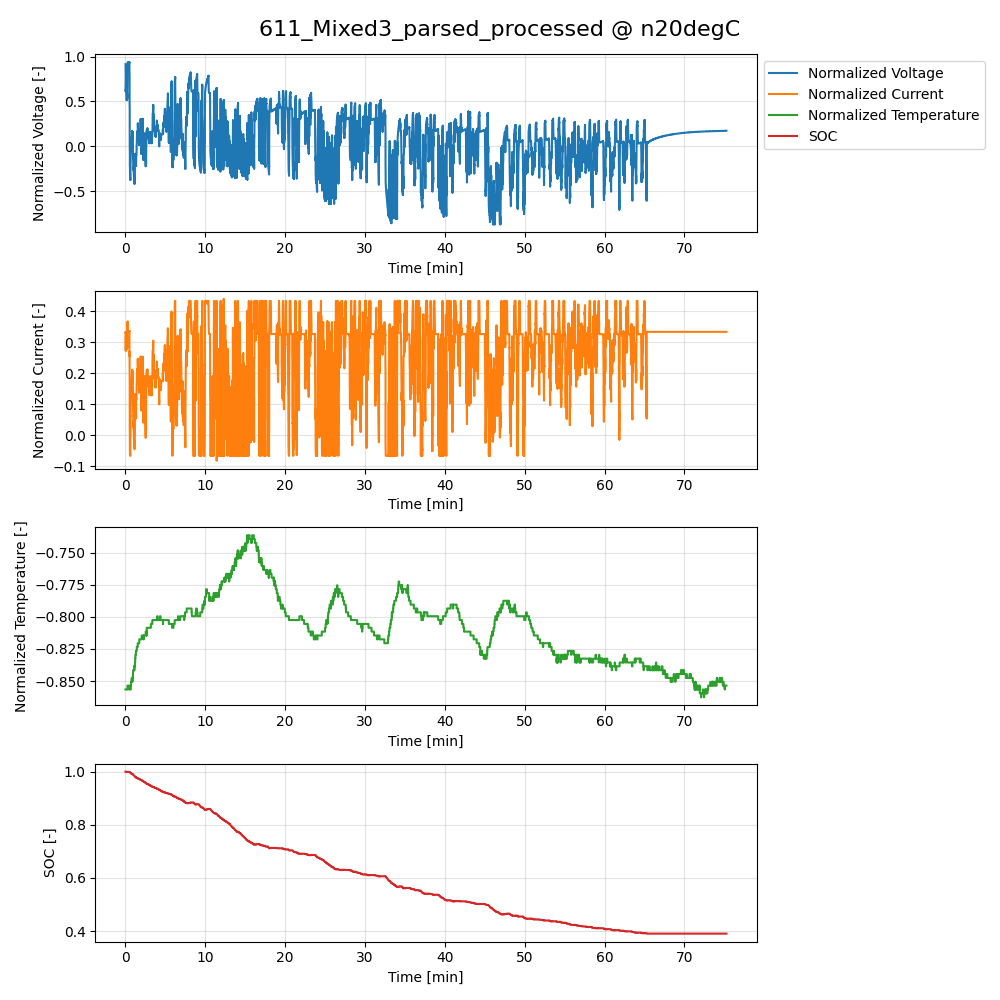 611_Mixed3_parsed_processed @ n20degC
Normalized Voltage [-]
1.0
0.5
0.0
−0.5
0 10 20 30 40 50 60 70
Time [min]
Normalized Voltage
Normalized Current
Normalized Temperature
SOC
Normalized Current [-]
0.4
0.3
0.2
0.1
0.0
−0.1
0 10 20 30 40 50 60 70
Time [min]
Normalized Temperature [-]
−0.750
−0.775
−0.800
−0.825
−0.850
0 10 20 30 40 50 60 70
Time [min]
SOC [-]
1.0
0.8
0.6
0.4
0 10 20 30 40 50 60 70
Time [min]